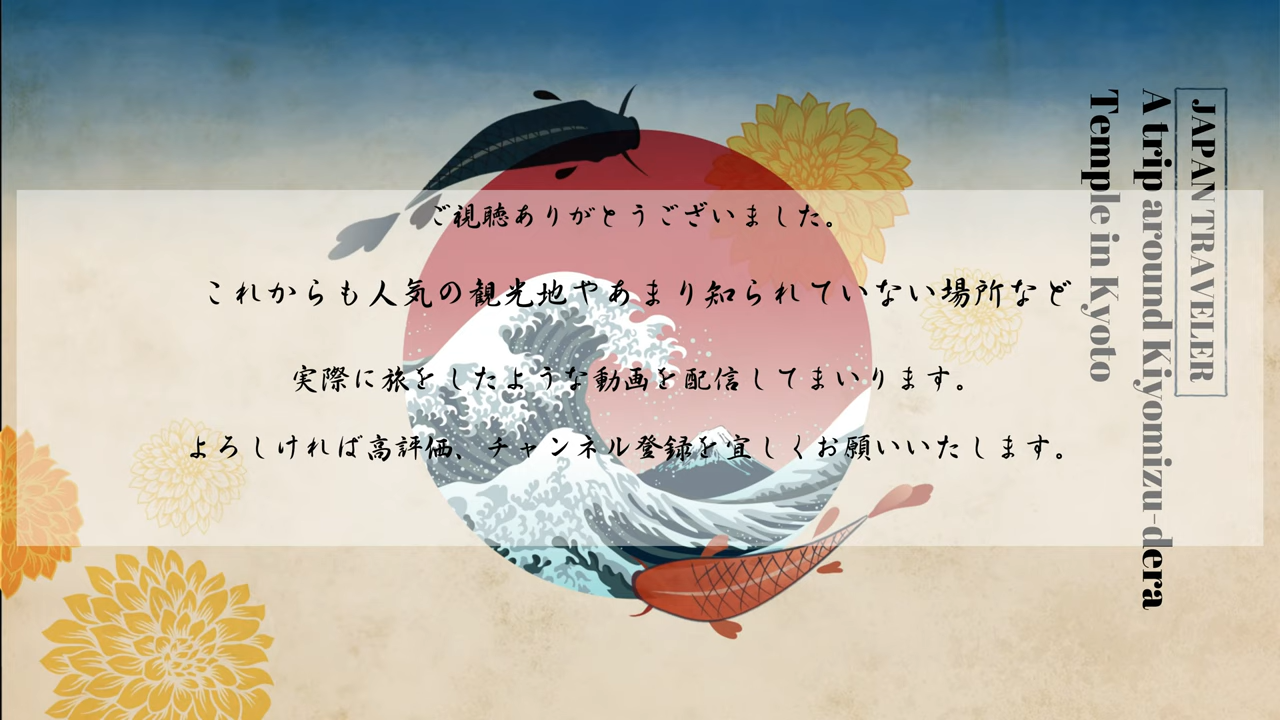 ご視聴ありがとうございました。
これからも人気の観光地やあまり知られていない場所など
実際に旅をしたような動画を配信してまいります。
よろしければ高評価、チャンネル登録を宜しくお願いいたします。
JAPAN TRAVELER
A trip around Kiyomizu-dera
Temple in Kyoto